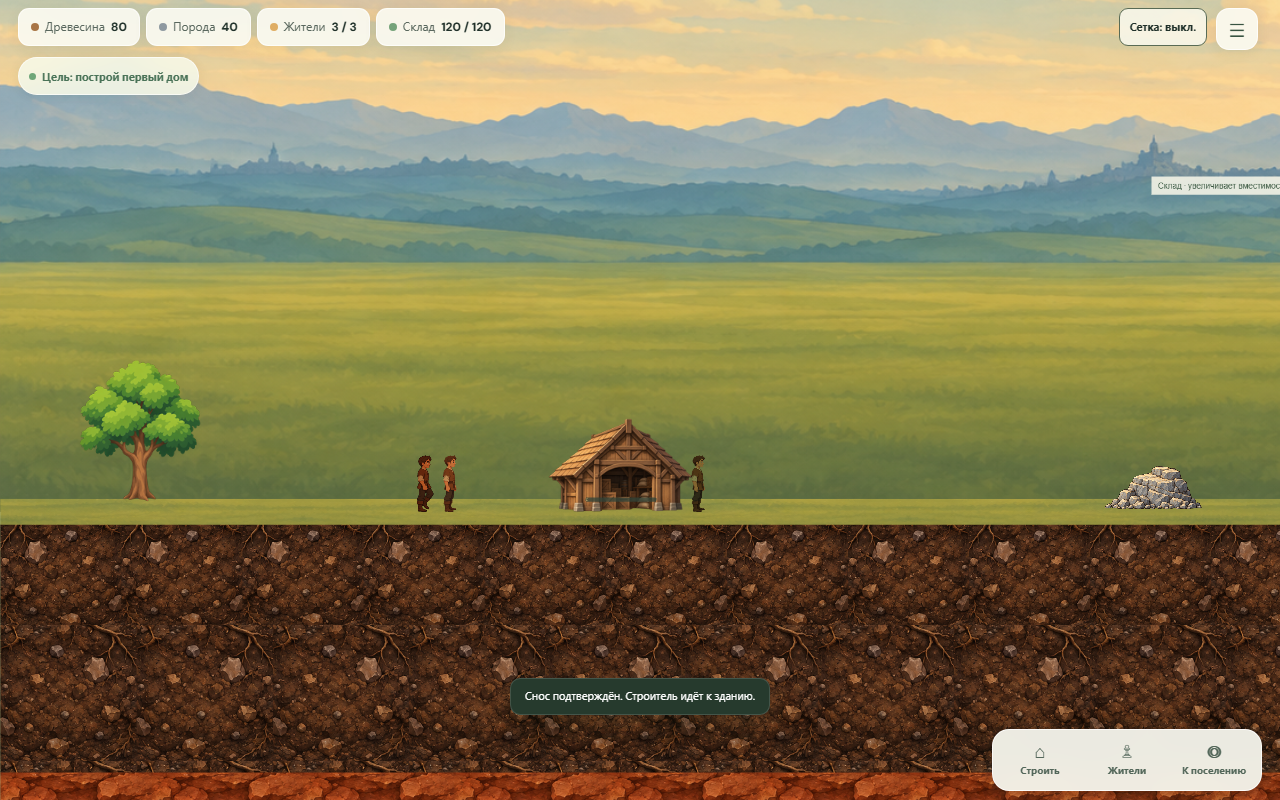 Древесина 80
Порода 40
Жители 3 / 3
Склад 120 / 120
Сетка: выкл.
Цель: построй первый дом
Склад · увеличивает
Снос подтверждён. Строитель идёт к зданию.
Строить
Жители
К поселению